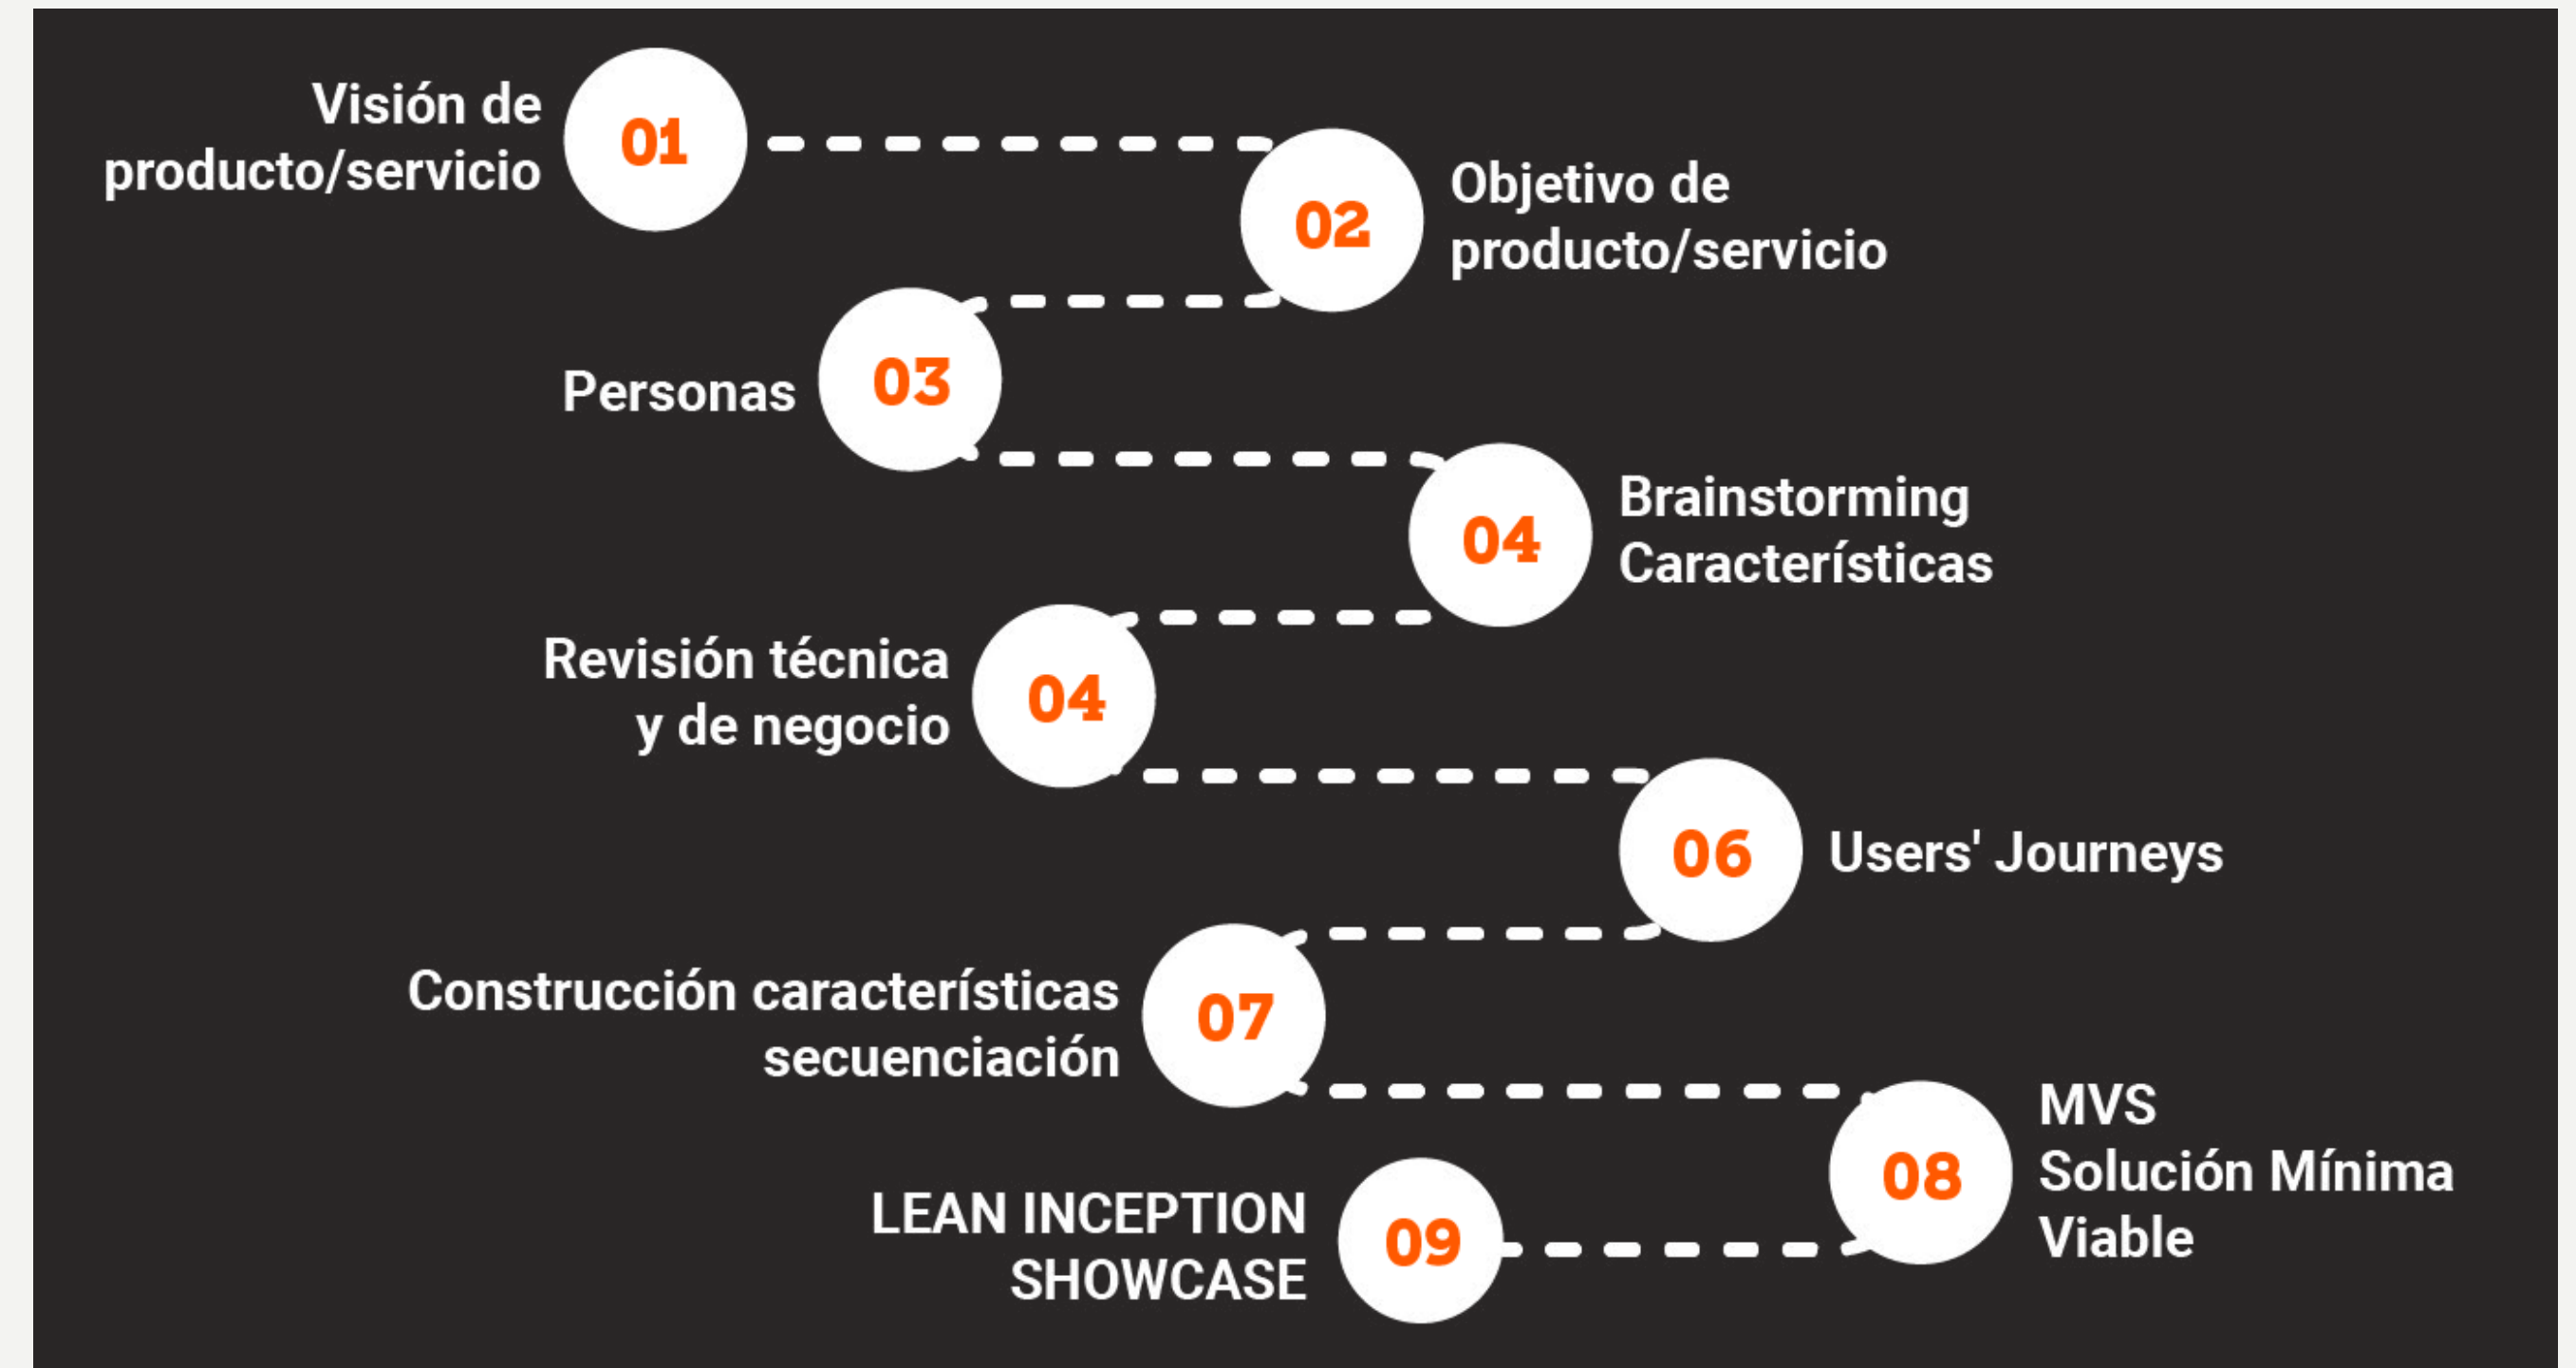 Visión de
producto/servicio
01
02
Objetivo de
producto/servicio
Personas
03
04
Brainstorming
Características
Revisión técnica
y de negocio
04
06
Users' Journeys
Construcción características
secuenciación
07
08
MVS
Solución Mínima
Viable
LEAN INCEPTION
SHOWCASE
09